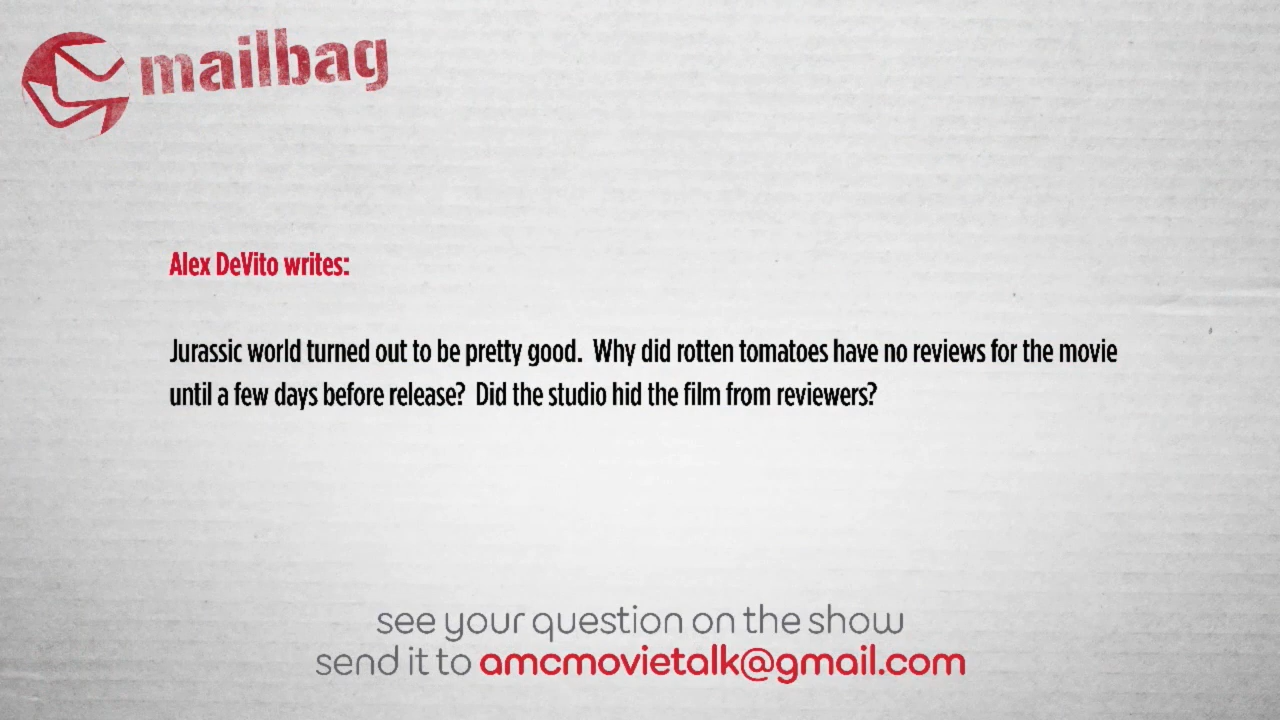 mailbag
Alex DeVito writes:
Jurassic world turned out to be pretty good.  Why did rotten tomatoes have no reviews for the movie
until a few days before release?  Did the studio hid the film from reviewers?
see your question on the show
send it to amcmovietalk@gmail.com